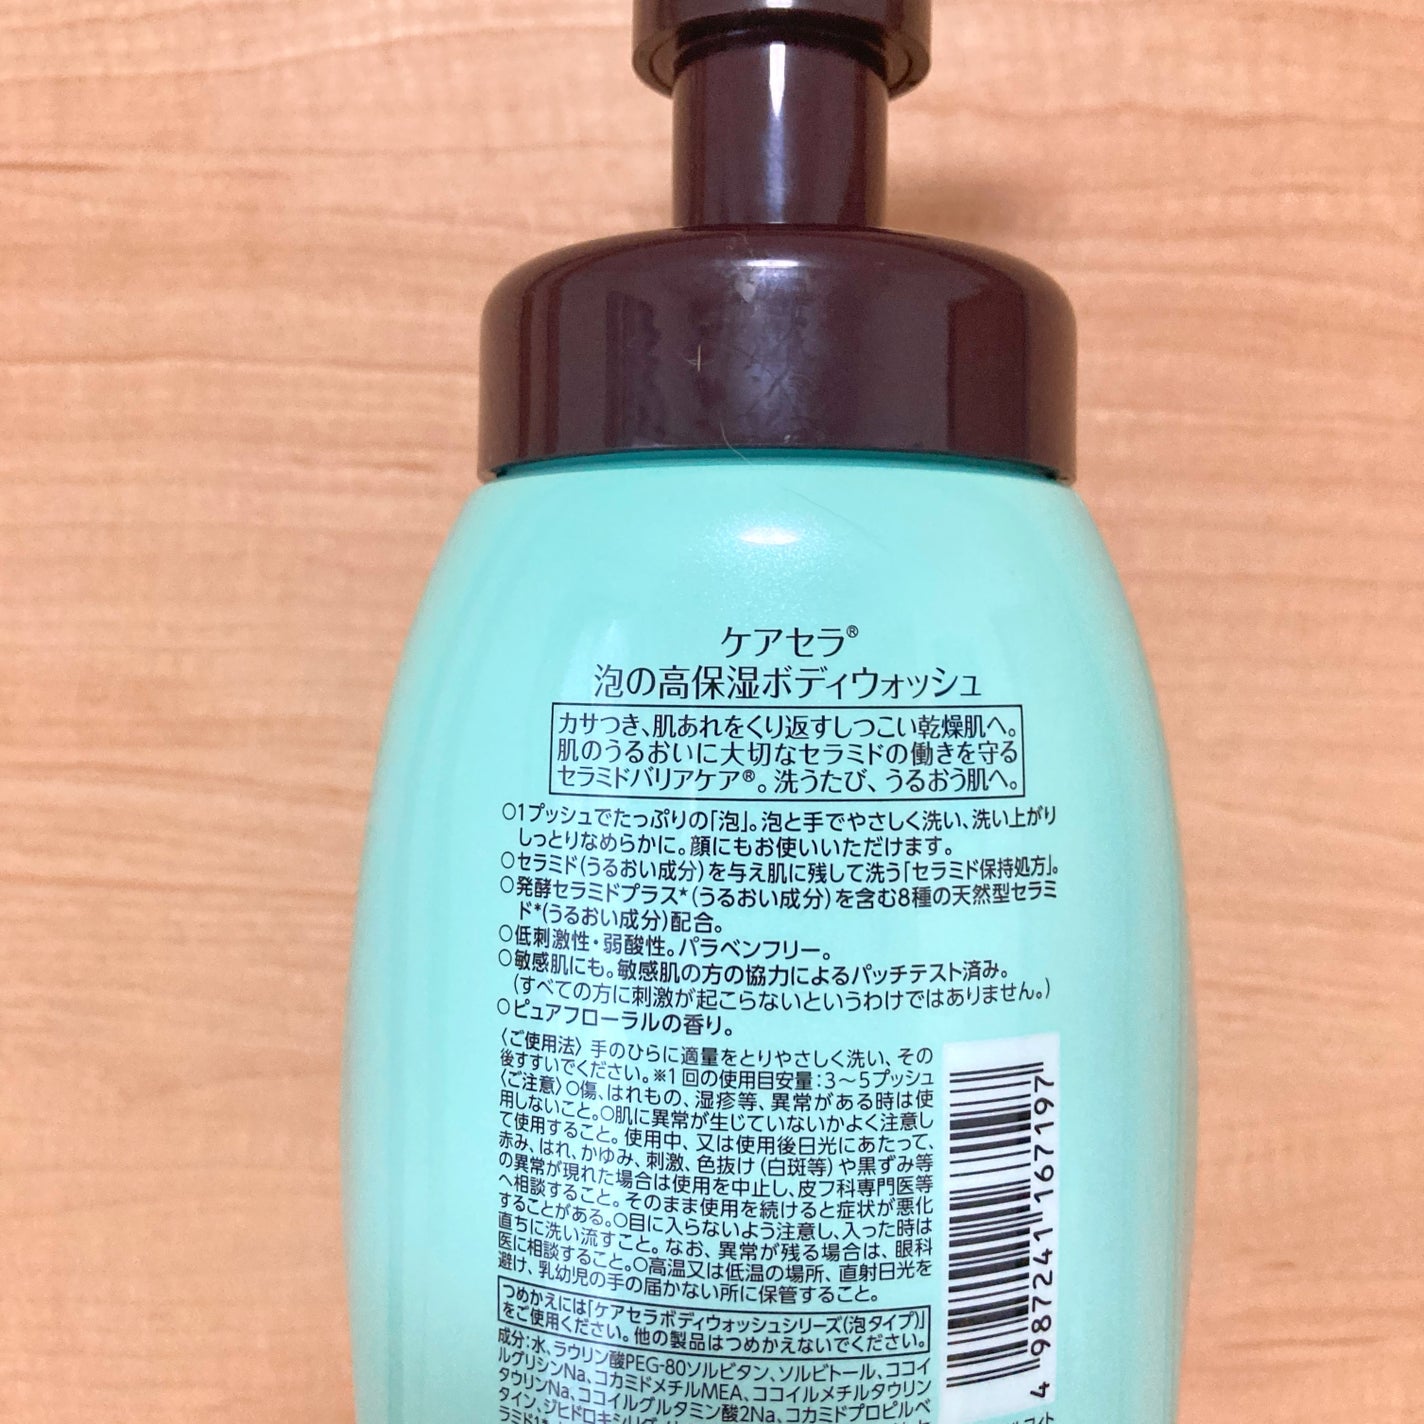 ケアセラ®
泡の高保湿ボディウォッシュ
カサつき、肌あれをくり返すしつこい乾燥肌へ。
肌のうるおいに大切なセラミドの働きを守る
セラミドバリアケア®。洗うたび、うるおう肌へ。
○1プッシュでたっぷりの「泡」。泡と手でやさしく洗い、洗い上がり
しっとりなめらかに。顔にもお使いいただけます。
○セラミド(うるおい成分)を与え肌に残して洗う「セラミド保持処方」。
○発酵セラミドプラス*(うるおい成分)を含む8種の天然型セラミ
ド*(うるおい成分)配合。
○低刺激性・弱酸性。パラベンフリー。
○敏感肌にも。敏感肌の方の協力によるパッチテスト済み。
(すべての方に刺激が起こらないというわけではありません。)
○ピュアフローラルの香り。
〈ご使用法〉手のひらに適量をとりやさしく洗い、その
後すすいでください。※1回の使用目安量:3〜5プッシュ
〈ご注意〉○傷、はれもの、湿疹等、異常がある時は使
用しないこと。○肌に異常が生じていないかよく注意し
て使用すること。使用中、又は使用後日光にあたって、
赤み、はれ、かゆみ、刺激、色抜け(白斑等)や黒ずみ等
の異常が現れた場合は使用を中止し、皮フ科専門医等
へ相談すること。そのまま使用を続けると症状が悪化
することがある。○目に入らないよう注意し、入った時は
直ちに洗い流すこと。なお、異常が残る場合は、眼科
医に相談すること。○高温又は低温の場所、直射日光を
避け、乳幼児の手の届かない所に保管すること。
つめかえには「ケアセラボディウォッシュシリーズ(泡タイプ)」
をご使用ください。他の製品はつめかえないでください。
成分:水、ラウリン酸PEG-80ソルビタン、ソルビトール、ココイ
ルグリシンNa、コカミドメチルMEA、ココイルメチルタウリン
タウリンNa、ココイルグルタミン酸2Na、コカミドプロピルベ
タイン、
4 987241 167197